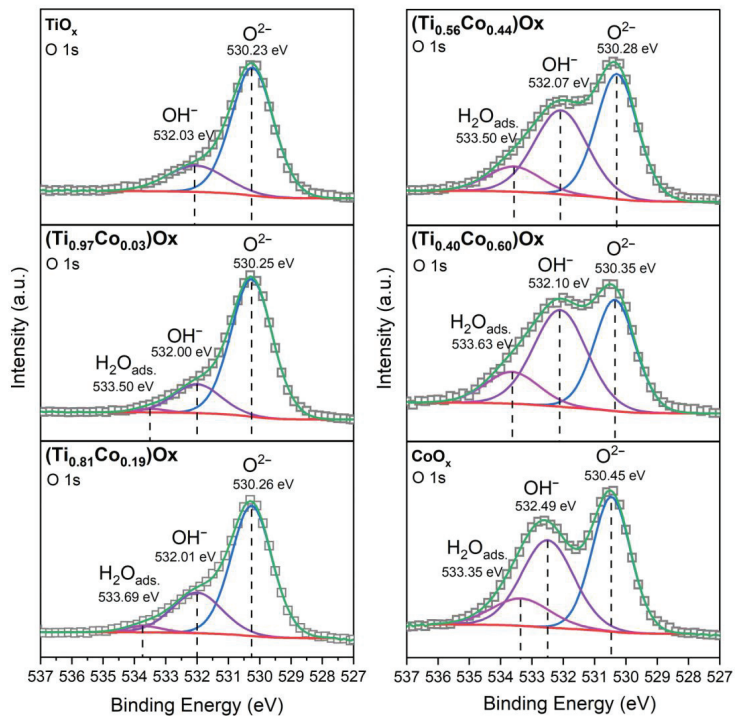 TiOₓ
O 1s
O²⁻
530.23 eV
OH⁻
532.03 eV
(Ti₀.₉₇Co₀.₀₃)Ox
O 1s
O²⁻
530.25 eV
OH⁻
532.00 eV
H₂Oₐdₛ.
533.50 eV
(Ti₀.₈₁Co₀.₁₉)Ox
O 1s
O²⁻
530.26 eV
OH⁻
532.01 eV
H₂Oₐdₛ.
533.69 eV
537 536 535 534 533 532 531 530 529 528 527
Binding Energy (eV)
Intensity (a.u.)
(Ti₀.₅₆Co₀.₄₄)Ox
O 1s
O²⁻
530.28 eV
OH⁻
532.07 eV
H₂Oₐdₛ.
533.50 eV
(Ti₀.₄₀Co₀.₆₀)Ox
O 1s
O²⁻
530.35 eV
OH⁻
532.10 eV
H₂Oₐdₛ.
533.63 eV
CoOₓ
O 1s
O²⁻
530.45 eV
OH⁻
532.49 eV
H₂Oₐdₛ.
533.35 eV
537 536 535 534 533 532 531 530 529 528 527
Binding Energy (eV)
Intensity (a.u.)